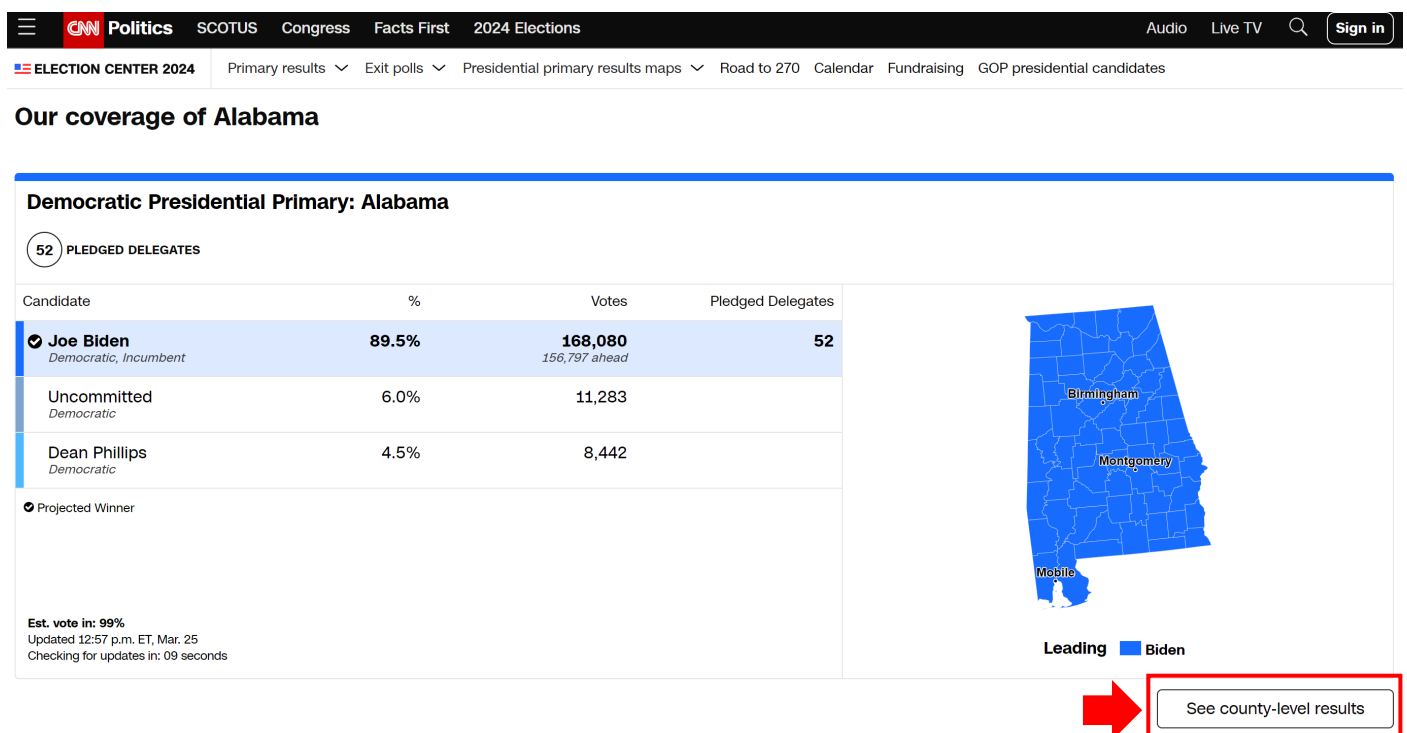 CNN Politics SCOTUS Congress Facts First 2024 Elections Audio Live TV Sign in
ELECTION CENTER 2024 Primary results Exit polls Presidential primary results maps Road to 270 Calendar Fundraising GOP presidential candidates
Our coverage of Alabama
Democratic Presidential Primary: Alabama
52 PLEDGED DELEGATES
Candidate % Votes Pledged Delegates
Joe Biden 89.5% 168,080 52
Democratic, Incumbent 156,797 ahead
Uncommitted 6.0% 11,283
Democratic
Dean Phillips 4.5% 8,442
Democratic
Projected Winner
Est. vote in: 99%
Updated 12:57 p.m. ET, Mar. 25
Checking for updates in: 09 seconds
Birmingham
Montgomery
Mobile
Leading Biden
See county-level results